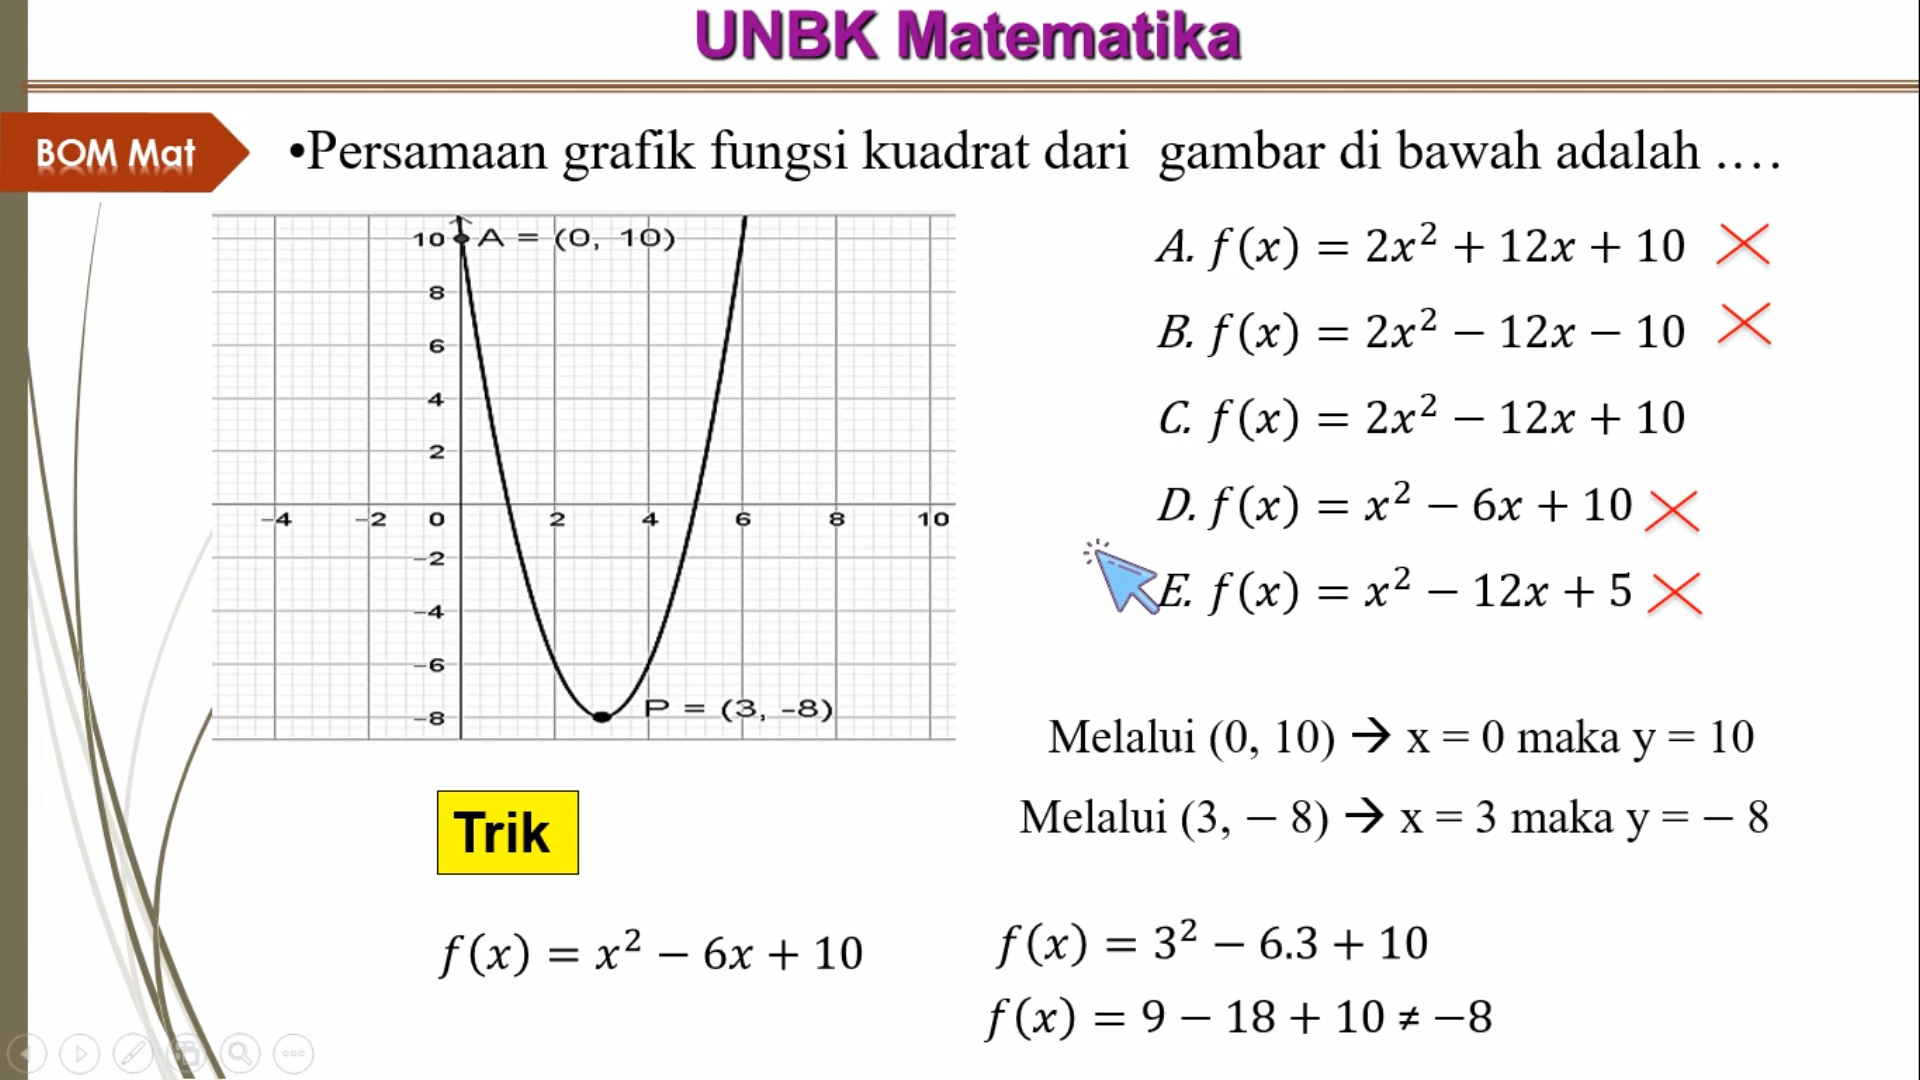 UNBK Matematika
BOM Mat
•Persamaan grafik fungsi kuadrat dari gambar di bawah adalah ….
A. f(x) = 2x² + 12x + 10
B. f(x) = 2x² − 12x − 10
C. f(x) = 2x² − 12x + 10
D. f(x) = x² − 6x + 10
E. f(x) = x² − 12x + 5
10 A = (0, 10)
8
6
4
2
−4 −2 0 2 4 6 8 10
−2
−4
−6
−8 P = (3, −8)
Melalui (0, 10) → x = 0 maka y = 10
Melalui (3, − 8) → x = 3 maka y = − 8
Trik
f(x) = x² − 6x + 10
f(x) = 3² − 6.3 + 10
f(x) = 9 − 18 + 10 ≠ −8